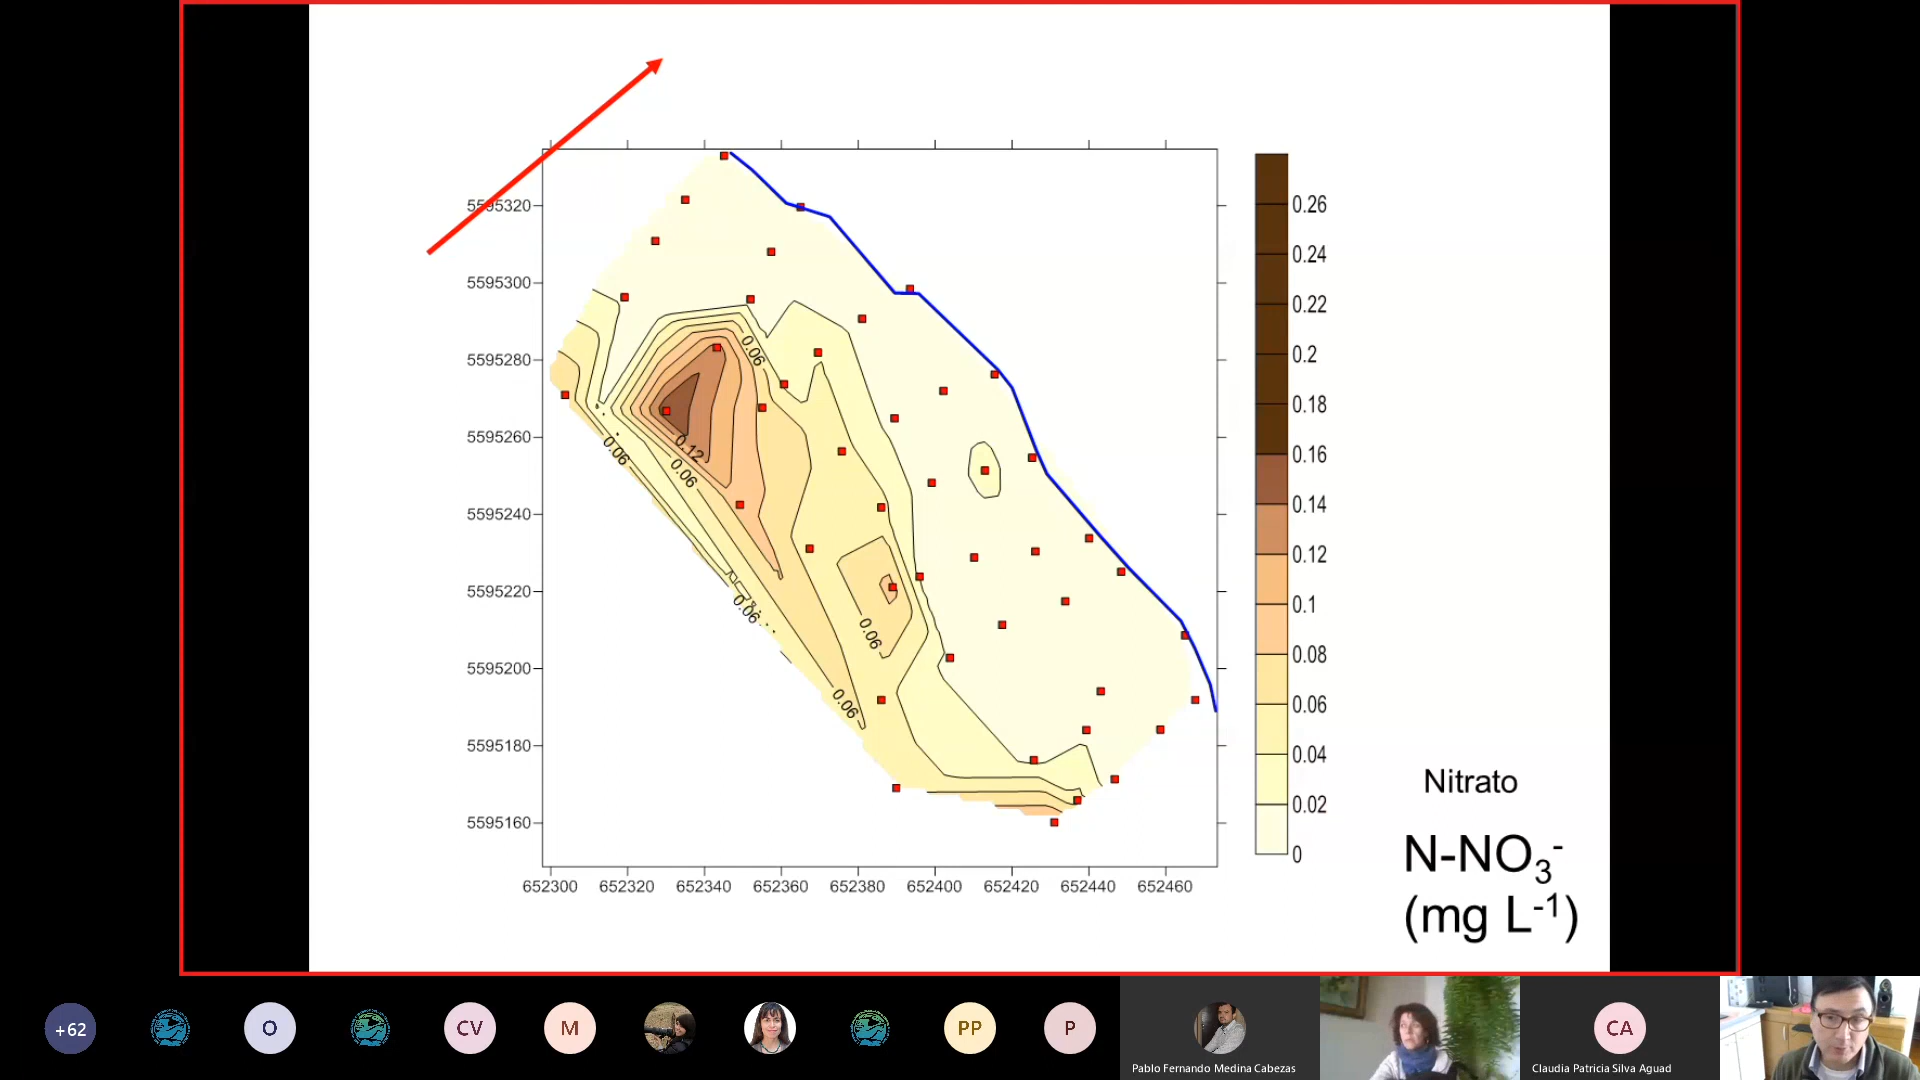 5595320
5595300
5595280
5595260
5595240
5595220
5595200
5595180
5595160
652300 652320 652340 652360 652380 652400 652420 652440 652460
0.06
0.12
0.06
0.06
0.06
0.06
0.06
0.26
0.24
0.22
0.2
0.18
0.16
0.14
0.12
0.1
0.08
0.06
0.04
0.02
0
Nitrato
N-NO₃⁻
(mg L⁻¹)
+62
O
CV
M
PP
P
Pablo Fernando Medina Cabezas
CA
Claudia Patricia Silva Aguad